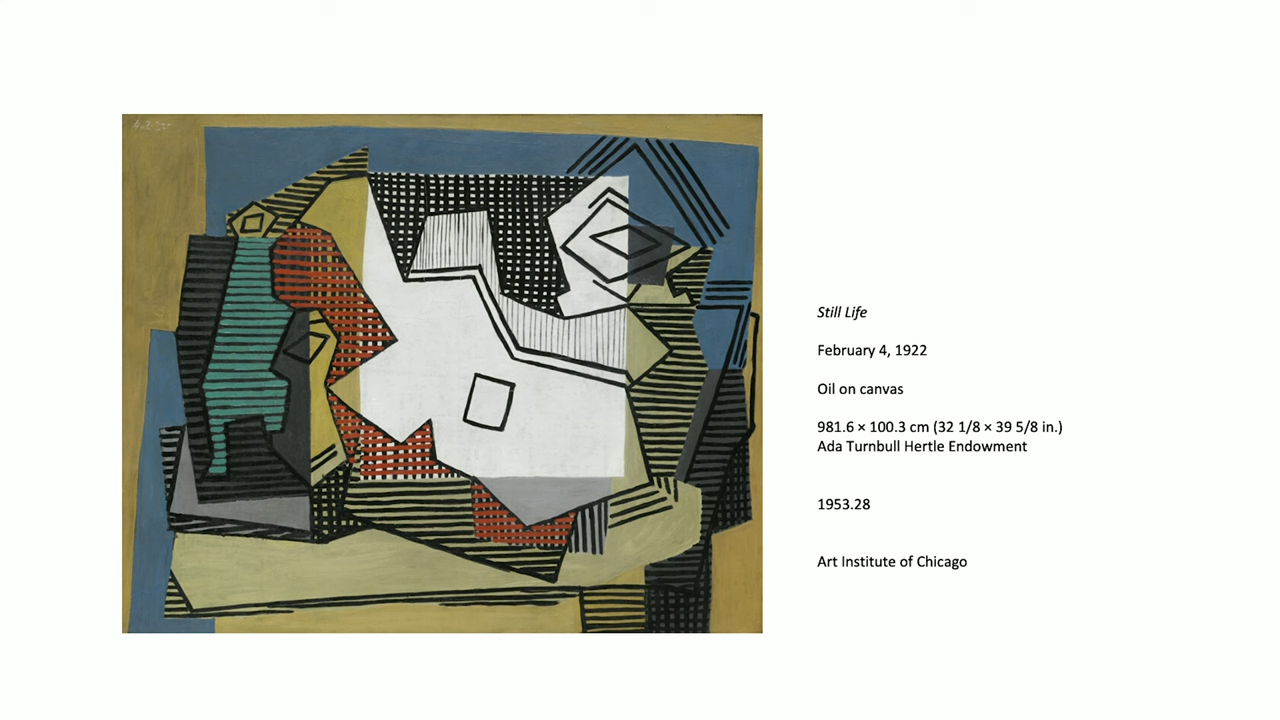 Still Life
February 4, 1922
Oil on canvas
981.6 × 100.3 cm (32 1/8 × 39 5/8 in.)
Ada Turnbull Hertle Endowment
1953.28
Art Institute of Chicago